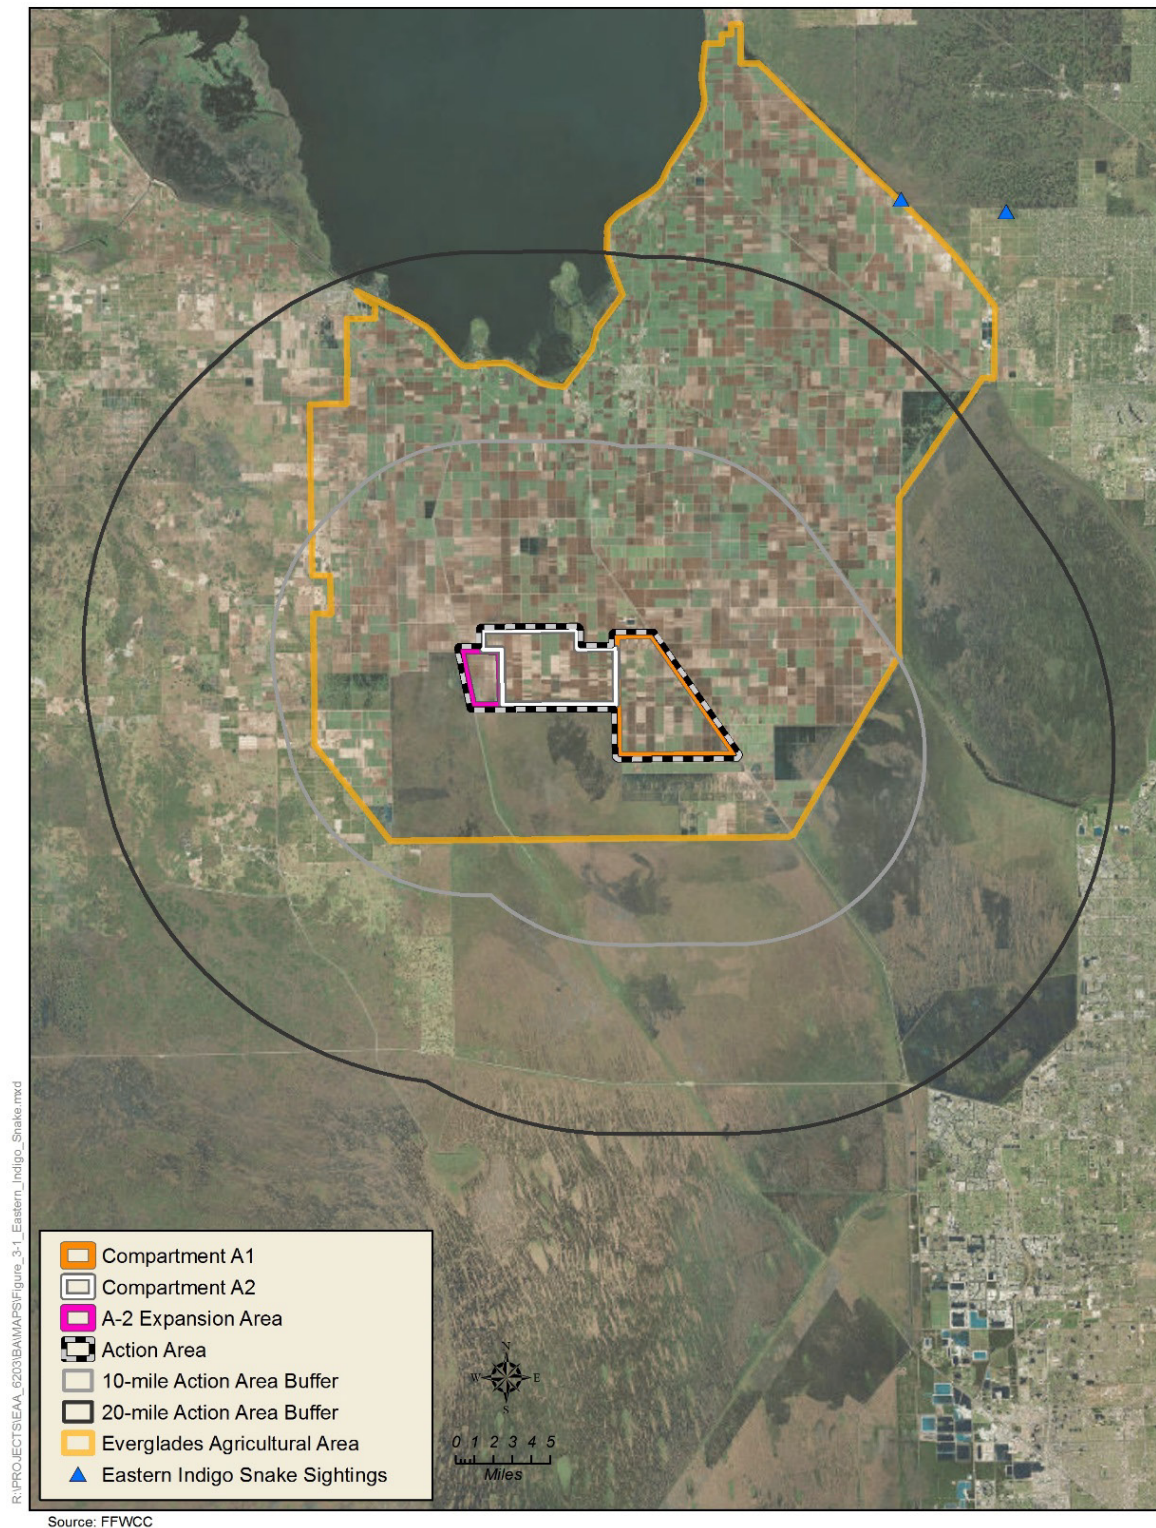 R:\PROJECTS\EAA_6203\BA\MAPS\Figure_3-1_Eastern_Indigo_Snake.mxd
Compartment A1
Compartment A2
A-2 Expansion Area
Action Area
10-mile Action Area Buffer
20-mile Action Area Buffer
Everglades Agricultural Area
Eastern Indigo Snake Sightings
N
W E
S
0 1 2 3 4 5
Miles
Source: FFWCC